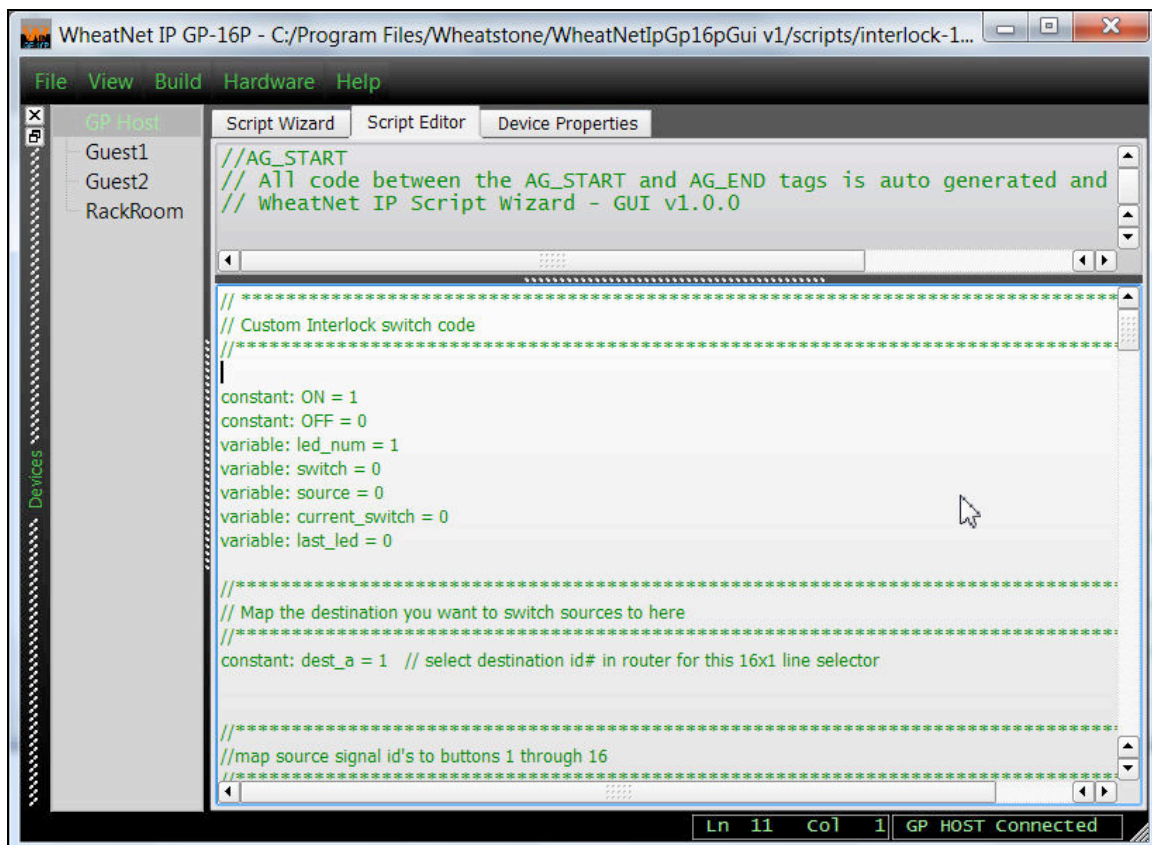 WheatNet IP GP-16P - C:/Program Files/Wheatstone/WheatNetIpGp16pGui v1/scripts/interlock-1...
File View Build Hardware Help
GP Host
Guest1
Guest2
RackRoom
Devices
Script Wizard Script Editor Device Properties
//AG_START
// All code between the AG_START and AG_END tags is auto generated and
// WheatNet IP Script Wizard - GUI v1.0.0
// ******************************************************************************
// Custom Interlock switch code
//*******************************************************************************
constant: ON = 1
constant: OFF = 0
variable: led_num = 1
variable: switch = 0
variable: source = 0
variable: current_switch = 0
variable: last_led = 0
//*******************************************************************************
// Map the destination you want to switch sources to here
//*******************************************************************************
constant: dest_a = 1 // select destination id# in router for this 16x1 line selector
//*******************************************************************************
//map source signal id's to buttons 1 through 16
//*******************************************************************************
Ln 11 Col 1 GP HOST Connected